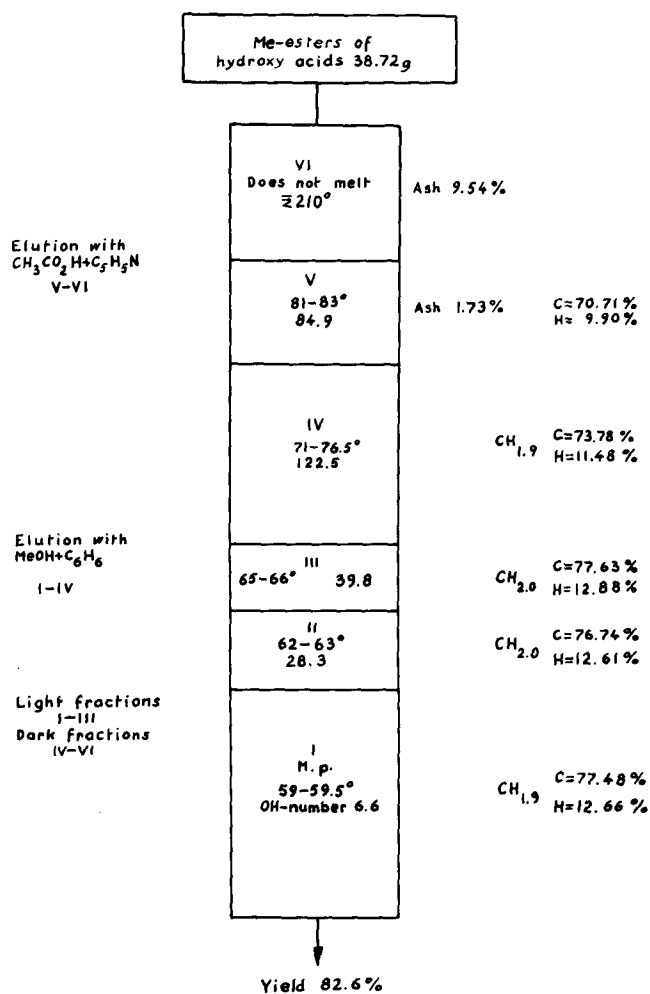 Me-esters of
hydroxy acids 38.72g
VI
Does not melt
≧210°
Ash 9.54%
Elution with
CH3CO2H+C5H5N
V-VI
V
81-83°
84.9
Ash 1.73%
C=70.71%
H= 9.90%
IV
71-76.5°
122.5
CH1.9
C=73.78 %
H=11.48 %
Elution with
MeOH+C6H6
I-IV
III
65-66° 39.8
CH2.0
C=77.63%
H=12.88%
II
62-63°
28.3
CH2.0
C=76.74%
H=12.61%
Light fractions
I-III
Dark fractions
IV-VI
I
M.p.
59-59.5°
OH-number 6.6
CH1.9
C=77.48 %
H=12.66 %
Yield 82.6%